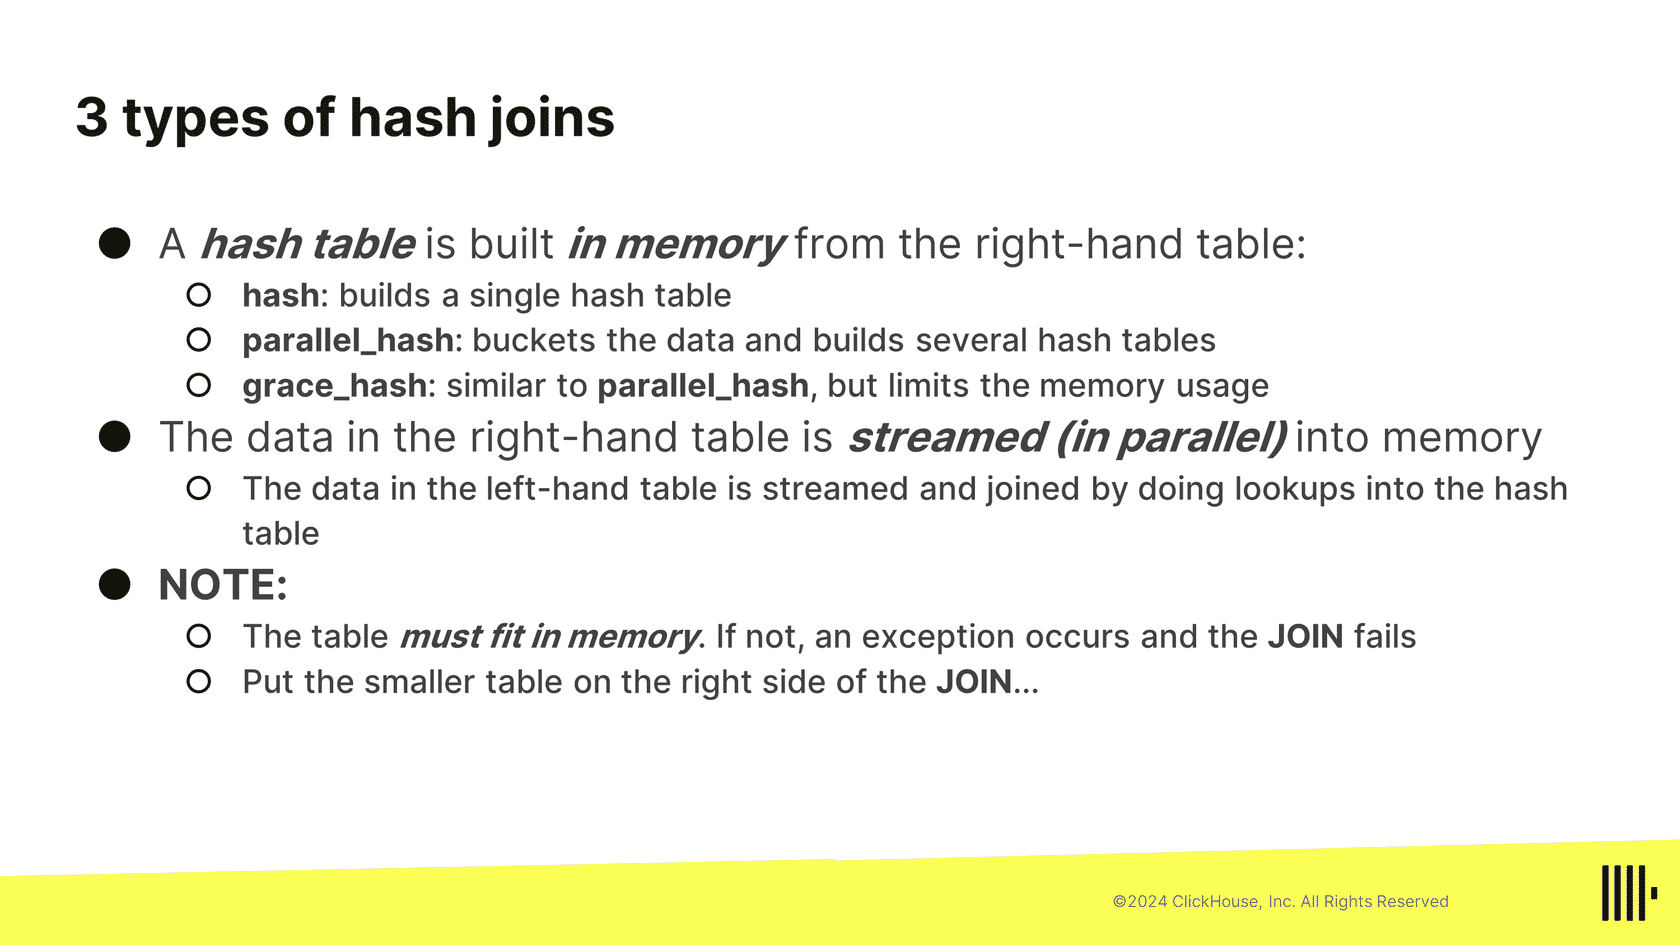 3 types of hash joins
● A hash table is built in memory from the right-hand table:
○ hash: builds a single hash table
○ parallel_hash: buckets the data and builds several hash tables
○ grace_hash: similar to parallel_hash, but limits the memory usage
● The data in the right-hand table is streamed (in parallel) into memory
○ The data in the left-hand table is streamed and joined by doing lookups into the hash
table
● NOTE:
○ The table must fit in memory. If not, an exception occurs and the JOIN fails
○ Put the smaller table on the right side of the JOIN...
©2024 ClickHouse, Inc. All Rights Reserved